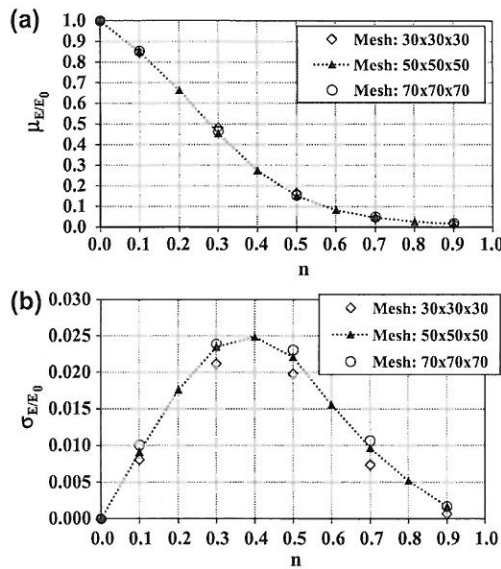 (a)
1.0
0.9
0.8
0.7
0.6
0.5
0.4
0.3
0.2
0.1
0.0
μE/E0
Mesh: 30x30x30
Mesh: 50x50x50
Mesh: 70x70x70
0.0 0.1 0.2 0.3 0.4 0.5 0.6 0.7 0.8 0.9 1.0
n
(b)
0.030
0.025
0.020
0.015
0.010
0.005
0.000
σE/E0
Mesh: 30x30x30
Mesh: 50x50x50
Mesh: 70x70x70
0.0 0.1 0.2 0.3 0.4 0.5 0.6 0.7 0.8 0.9 1.0
n